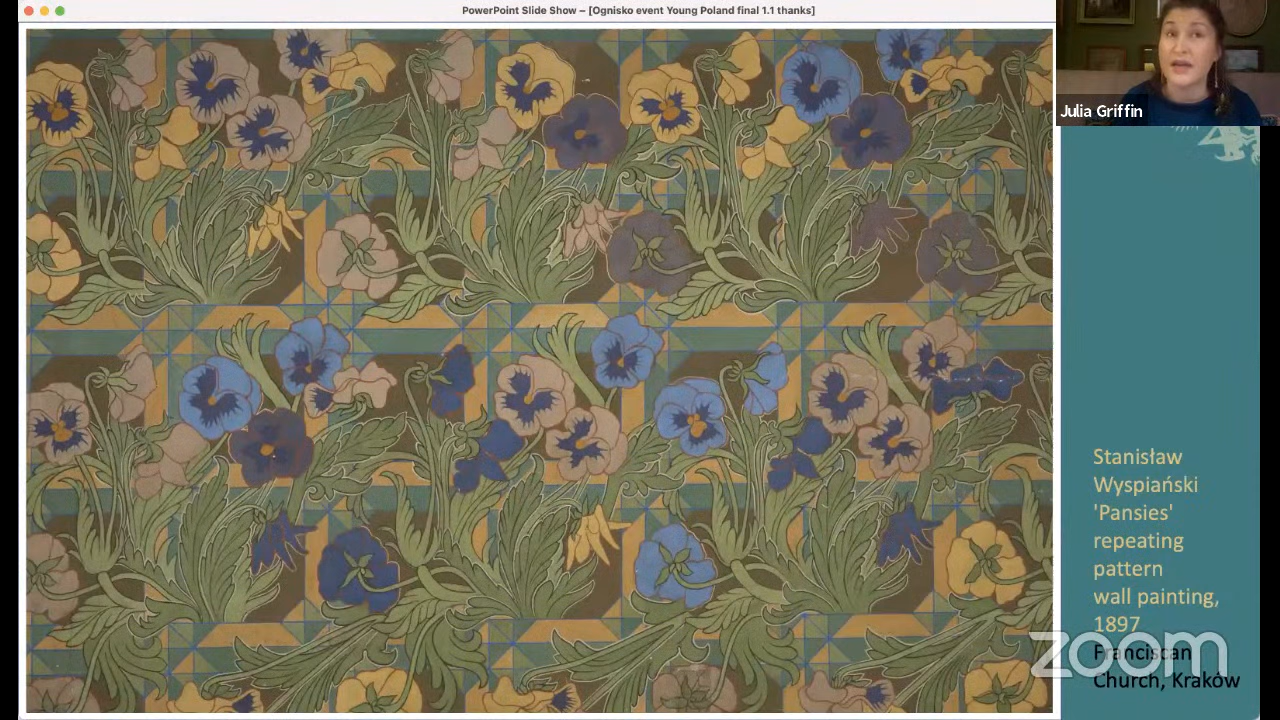 PowerPoint Slide Show – [Ognisko event Young Poland final 1.1 thanks]
Julia Griffin
Stanisław
Wyspiański
'Pansies'
repeating
pattern
wall painting,
1897
Franciscan
Church, Kraków
zoom